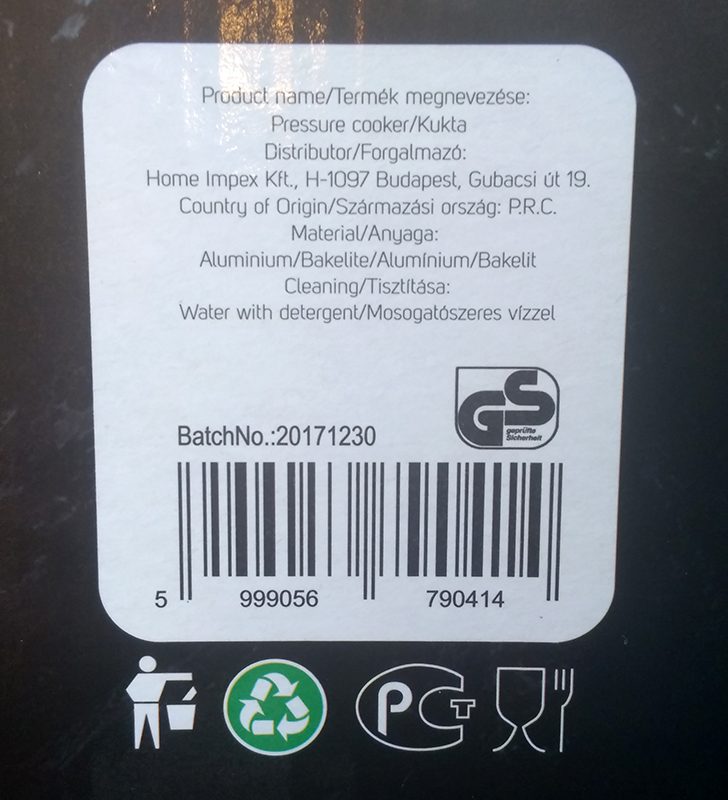 Product name/Termék megnevezése:
Pressure cooker/Kukta
Distributor/Forgalmazó:
Home Impex Kft., H-1097 Budapest, Gubacsi út 19.
Country of Origin/Származási ország: P.R.C.
Material/Anyaga:
Aluminium/Bakelite/Alumínium/Bakelit
Cleaning/Tisztítása:
Water with detergent/Mosogatószeres vízzel
GS
geprüfte
Sicherheit
BatchNo.:20171230
5 999056 790414
PCT